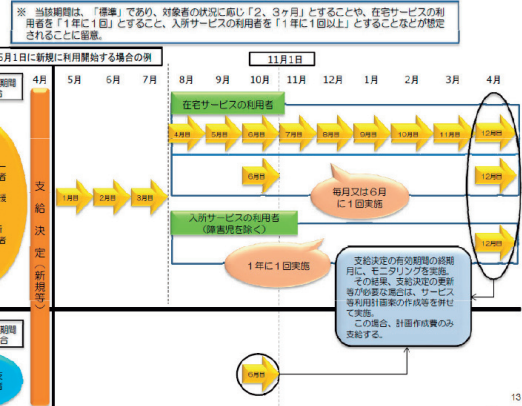 ※ 当該期間は、「標準」であり、対象者の状況に応じ「2、3ヶ月」とすることや、在宅サービスの利
用者を「1年に1回」とすること、入所サービスの利用者を「1年に1回以上」とすることなどが想定
されることに留意。
5月1日に新規に利用開始する場合の例
11月1日
期間
4月 5月 6月 7月 8月 9月 10月 11月 12月 1月 2月 3月 4月
在宅サービスの利用者
4月目 5月目 6月目 7月目 8月目 9月目 10月目 11月目 12月目
1月目 2月目 3月目
6月目 12月目
毎月又は6月
に1回実施
支給決定(新規等)
入所サービスの利用者
(障害児を除く)
12月目
1年に1回実施
支給決定の有効期間の終期
月に、モニタリングを実施。
その結果、支給決定の更新
等が必要な場合は、サービス
等利用計画案の作成等を併せ
て実施。
この場合、計画作成費のみ
支給する。
期間
合
6月目
13